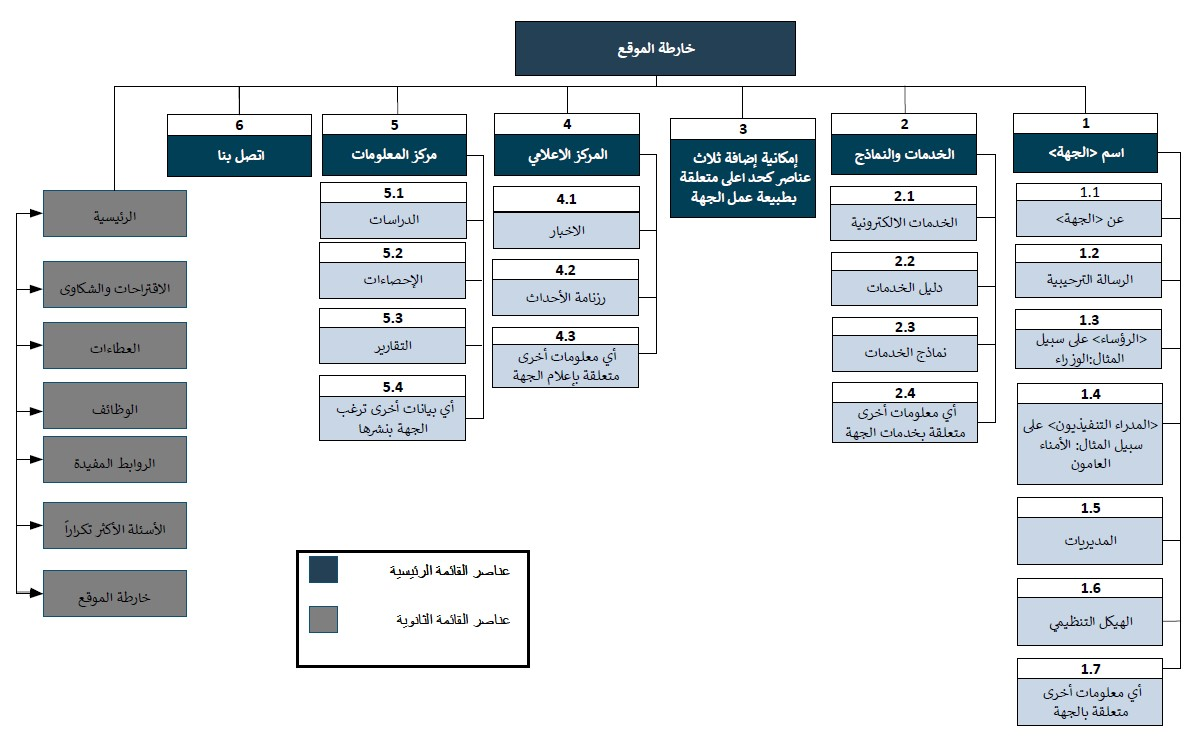 خارطة الموقع
1
اسم <الجهة>
1.1
عن <الجهة>
1.2
الرسالة الترحيبية
1.3
<الرؤساء> على سبيل
المثال:الوزراء
1.4
<المدراء التنفيذيون> على
سبيل المثال: الأمناء
العامون
1.5
المديريات
1.6
الهيكل التنظيمي
1.7
أي معلومات أخرى
متعلقة بالجهة
2
الخدمات والنماذج
2.1
الخدمات الالكترونية
2.2
دليل الخدمات
2.3
نماذج الخدمات
2.4
أي معلومات أخرى
متعلقة بخدمات الجهة
3
إمكانية إضافة ثلاث
عناصر كحد اعلى متعلقة
بطبيعة عمل الجهة
4
المركز الاعلامي
4.1
الاخبار
4.2
رزنامة الأحداث
4.3
أي معلومات أخرى
متعلقة بإعلام الجهة
5
مركز المعلومات
5.1
الدراسات
5.2
الإحصاءات
5.3
التقارير
5.4
أي بيانات أخرى ترغب
الجهة بنشرها
6
اتصل بنا
الرئيسية
الاقتراحات والشكاوى
العطاءات
الوظائف
الروابط المفيدة
الأسئلة الأكثر تكراراً
خارطة الموقع
عناصر القائمة الرئيسية
عناصر القائمة الثانوية